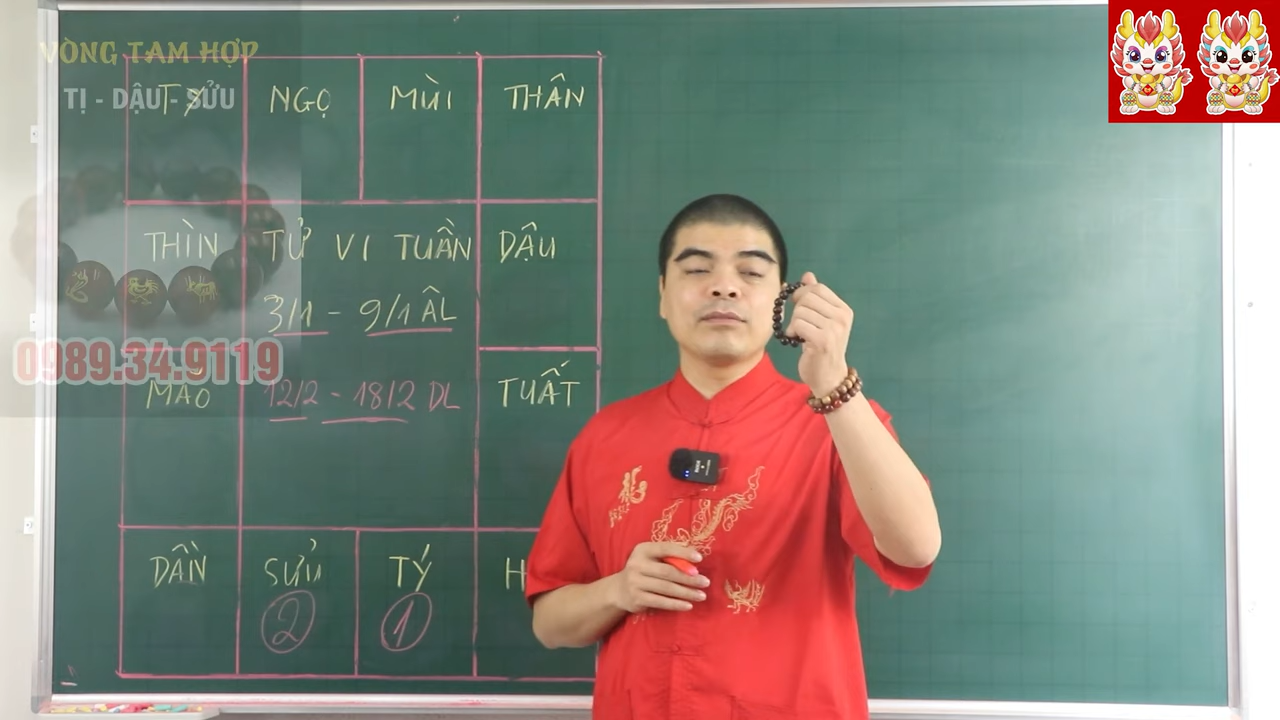 VÒNG TAM HỢP
TỊ - DẬU - SỬU
TỴ
NGỌ
MÙI
THÂN
THÌN
TỬ VI TUẦN
DẬU
3/1 - 9/1 ÂL
0989.34.9119
MÃO
12/2 - 18/2 DL
TUẤT
DẦN
SỬU
TÝ
H
2
1